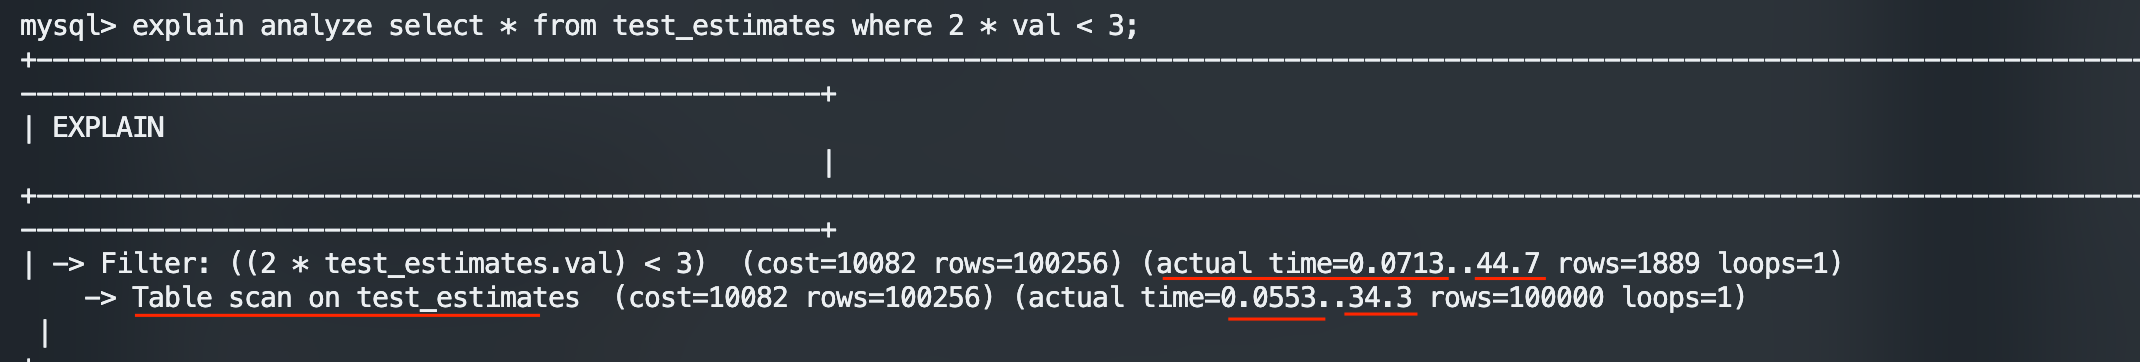 mysql> explain analyze select * from test_estimates where 2 * val < 3;
+------------------------------------------------------------------------------------------------------------------------------------
--------------------------------------------------+
| EXPLAIN
                                                  |
+------------------------------------------------------------------------------------------------------------------------------------
--------------------------------------------------+
| -> Filter: ((2 * test_estimates.val) < 3)  (cost=10082 rows=100256) (actual time=0.0713..44.7 rows=1889 loops=1)
    -> Table scan on test_estimates  (cost=10082 rows=100256) (actual time=0.0553..34.3 rows=100000 loops=1)
 |